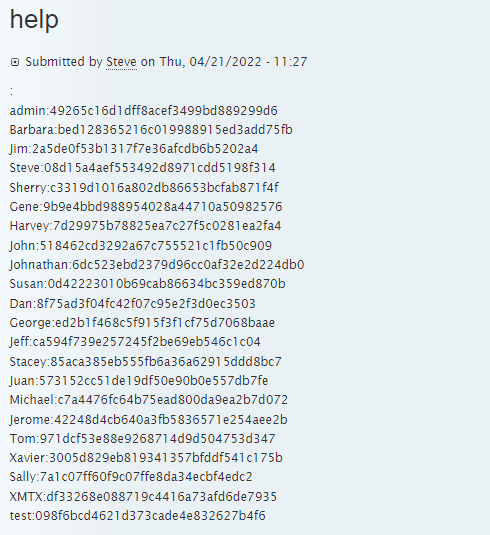 help
Submitted by Steve on Thu, 04/21/2022 - 11:27
:
admin:49265c16d1dff8acef3499bd889299d6
Barbara:bed128365216c019988915ed3add75fb
Jim:2a5de0f53b1317f7e36afcdb6b5202a4
Steve:08d15a4aef553492d8971cdd5198f314
Sherry:c3319d1016a802db86653bcfab871f4f
Gene:9b9e4bbd988954028a44710a50982576
Harvey:7d29975b78825ea7c27f5c0281ea2fa4
John:518462cd3292a67c755521c1fb50c909
Johnathan:6dc523ebd2379d96cc0af32e2d224db0
Susan:0d42223010b69cab86634bc359ed870b
Dan:8f75ad3f04fc42f07c95e2f3d0ec3503
George:ed2b1f468c5f915f3f1cf75d7068baae
Jeff:ca594f739e257245f2be69eb546c1c04
Stacey:85aca385eb555fb6a36a62915ddd8bc7
Juan:573152cc51de19df50e90b0e557db7fe
Michael:c7a4476fc64b75ead800da9ea2b7d072
Jerome:42248d4cb640a3fb5836571e254aee2b
Tom:971dcf53e88e9268714d9d504753d347
Xavier:3005d829eb819341357bfddf541c175b
Sally:7a1c07ff60f9c07ffe8da34ecbf4edc2
XMTX:df33268e088719c4416a73afd6de7935
test:098f6bcd4621d373cade4e832627b4f6